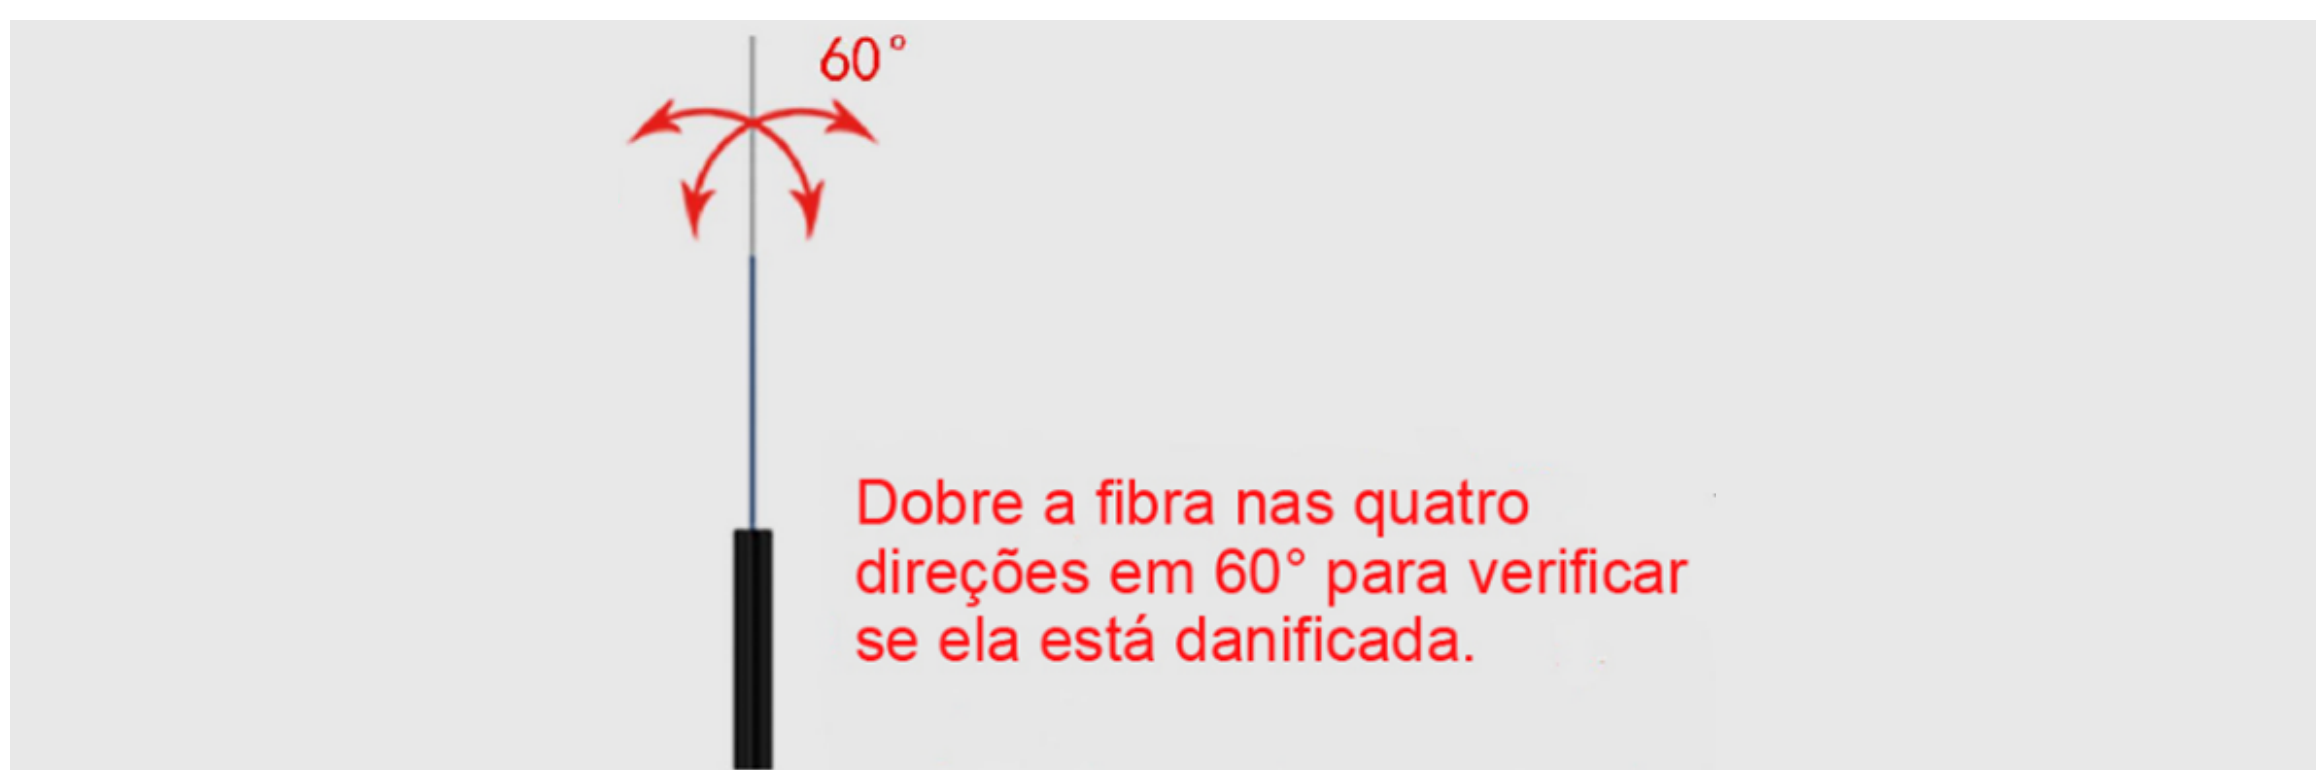 60°
Dobre a fibra nas quatro
direções em 60° para verificar
se ela está danificada.